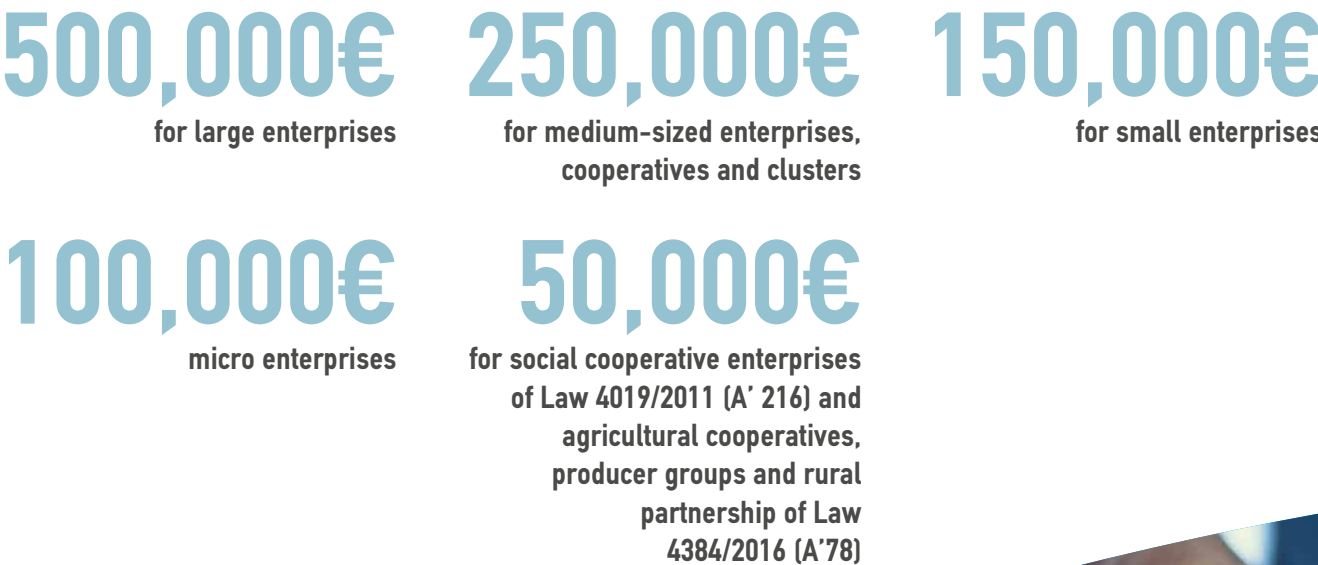 500,000€
for large enterprises
250,000€
for medium-sized enterprises,
cooperatives and clusters
150,000€
for small enterprises
100,000€
micro enterprises
50,000€
for social cooperative enterprises
of Law 4019/2011 (A’ 216) and
agricultural cooperatives,
producer groups and rural
partnership of Law
4384/2016 (A’78)